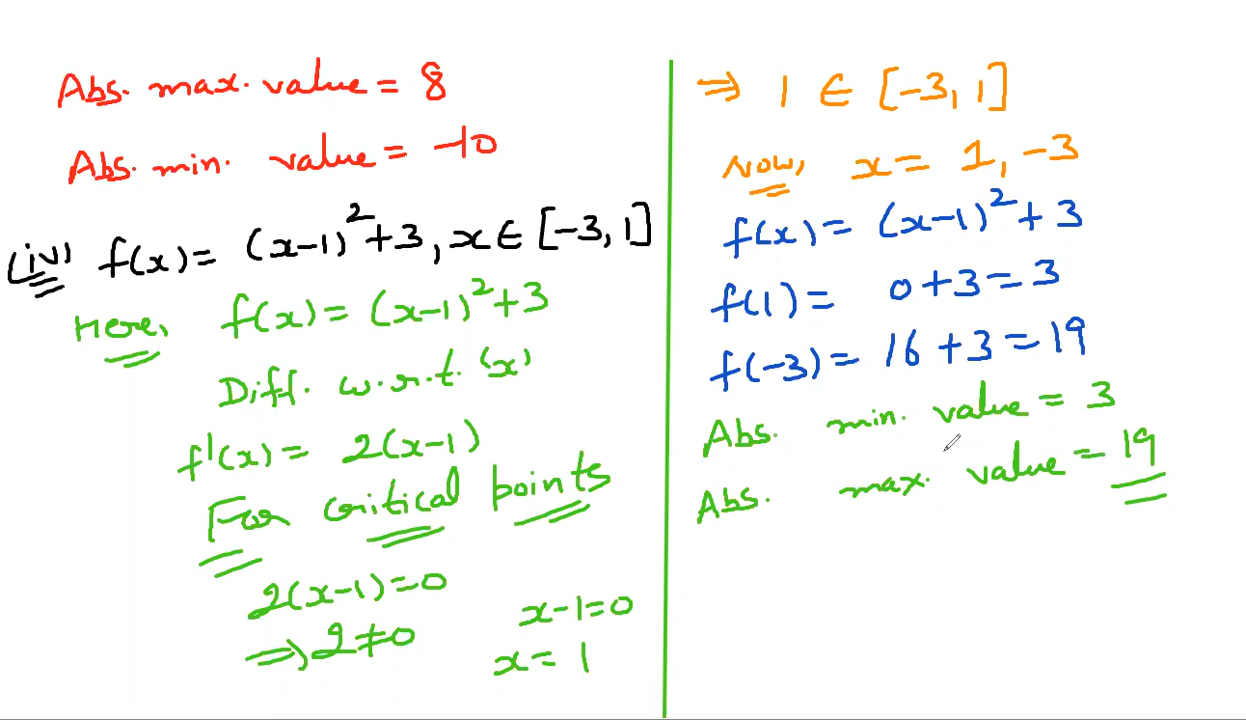 Abs. max. value = 8
Abs. min. value = -10
(iv) f(x) = (x-1)²+3, x ∈ [-3, 1]
Here, f(x) = (x-1)²+3
Diff. w.r.t. 'x'
f'(x) = 2(x-1)
For critical points
2(x-1)=0
⇒ 2≠0
x-1=0
x = 1
⇒ 1 ∈ [-3, 1]
Now, x = 1, -3
f(x) = (x-1)² + 3
f(1) = 0+3 = 3
f(-3) = 16 + 3 = 19
Abs. min. value = 3
Abs. max. value = 19